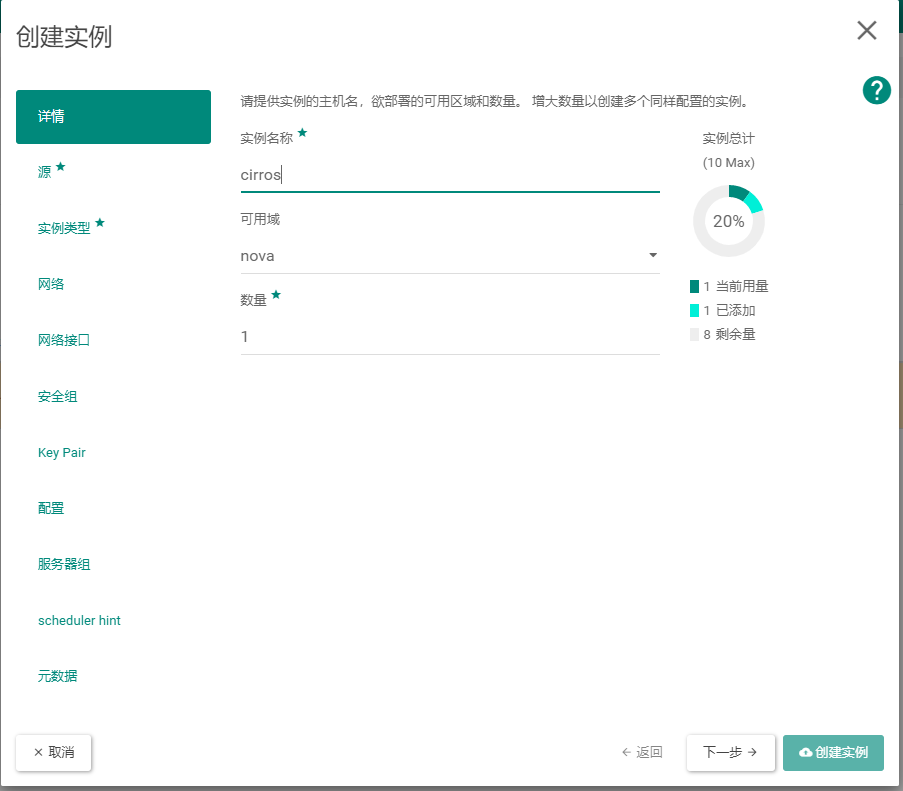 创建实例
详情
源
实例类型
网络
网络接口
安全组
Key Pair
配置
服务器组
scheduler hint
元数据
请提供实例的主机名，欲部署的可用区域和数量。 增大数量以创建多个同样配置的实例。
实例名称
cirros
可用域
nova
数量
1
实例总计
(10 Max)
20%
1 当前用量
1 已添加
8 剩余量
?
× 取消
← 返回
下一步 →
创建实例